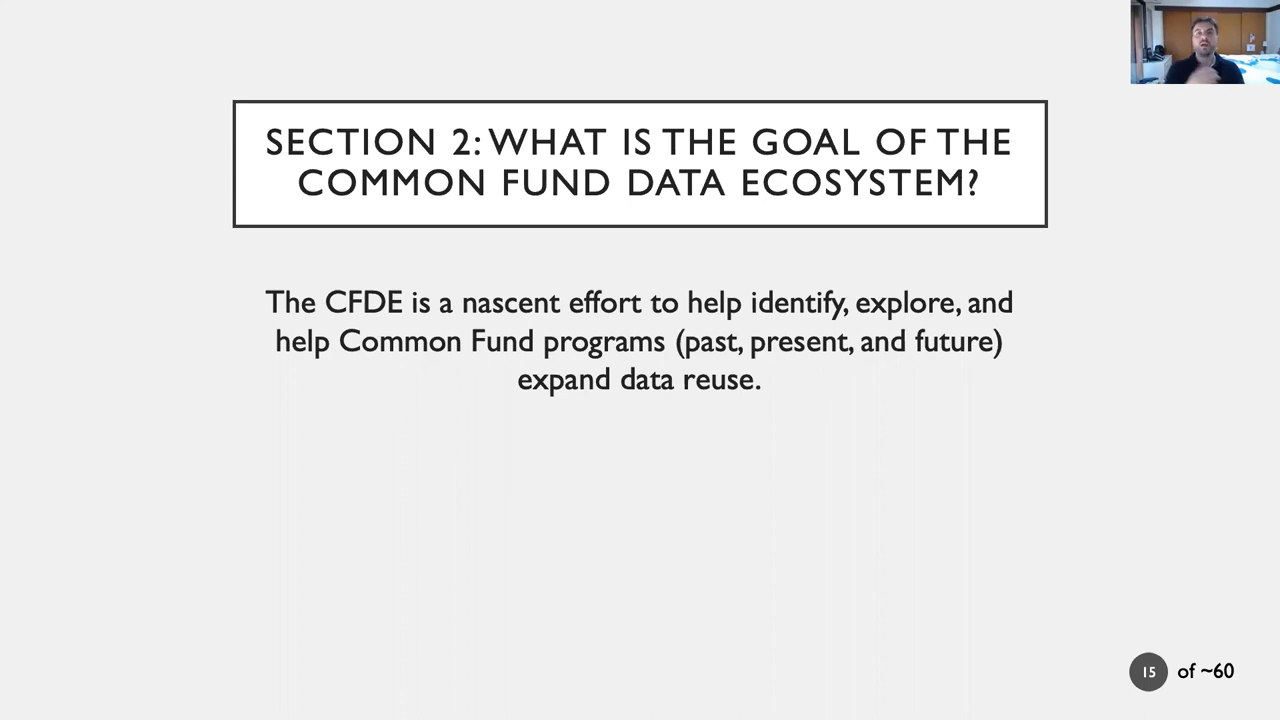 SECTION 2: WHAT IS THE GOAL OF THE
COMMON FUND DATA ECOSYSTEM?
The CFDE is a nascent effort to help identify, explore, and
help Common Fund programs (past, present, and future)
expand data reuse.
15 of ~60